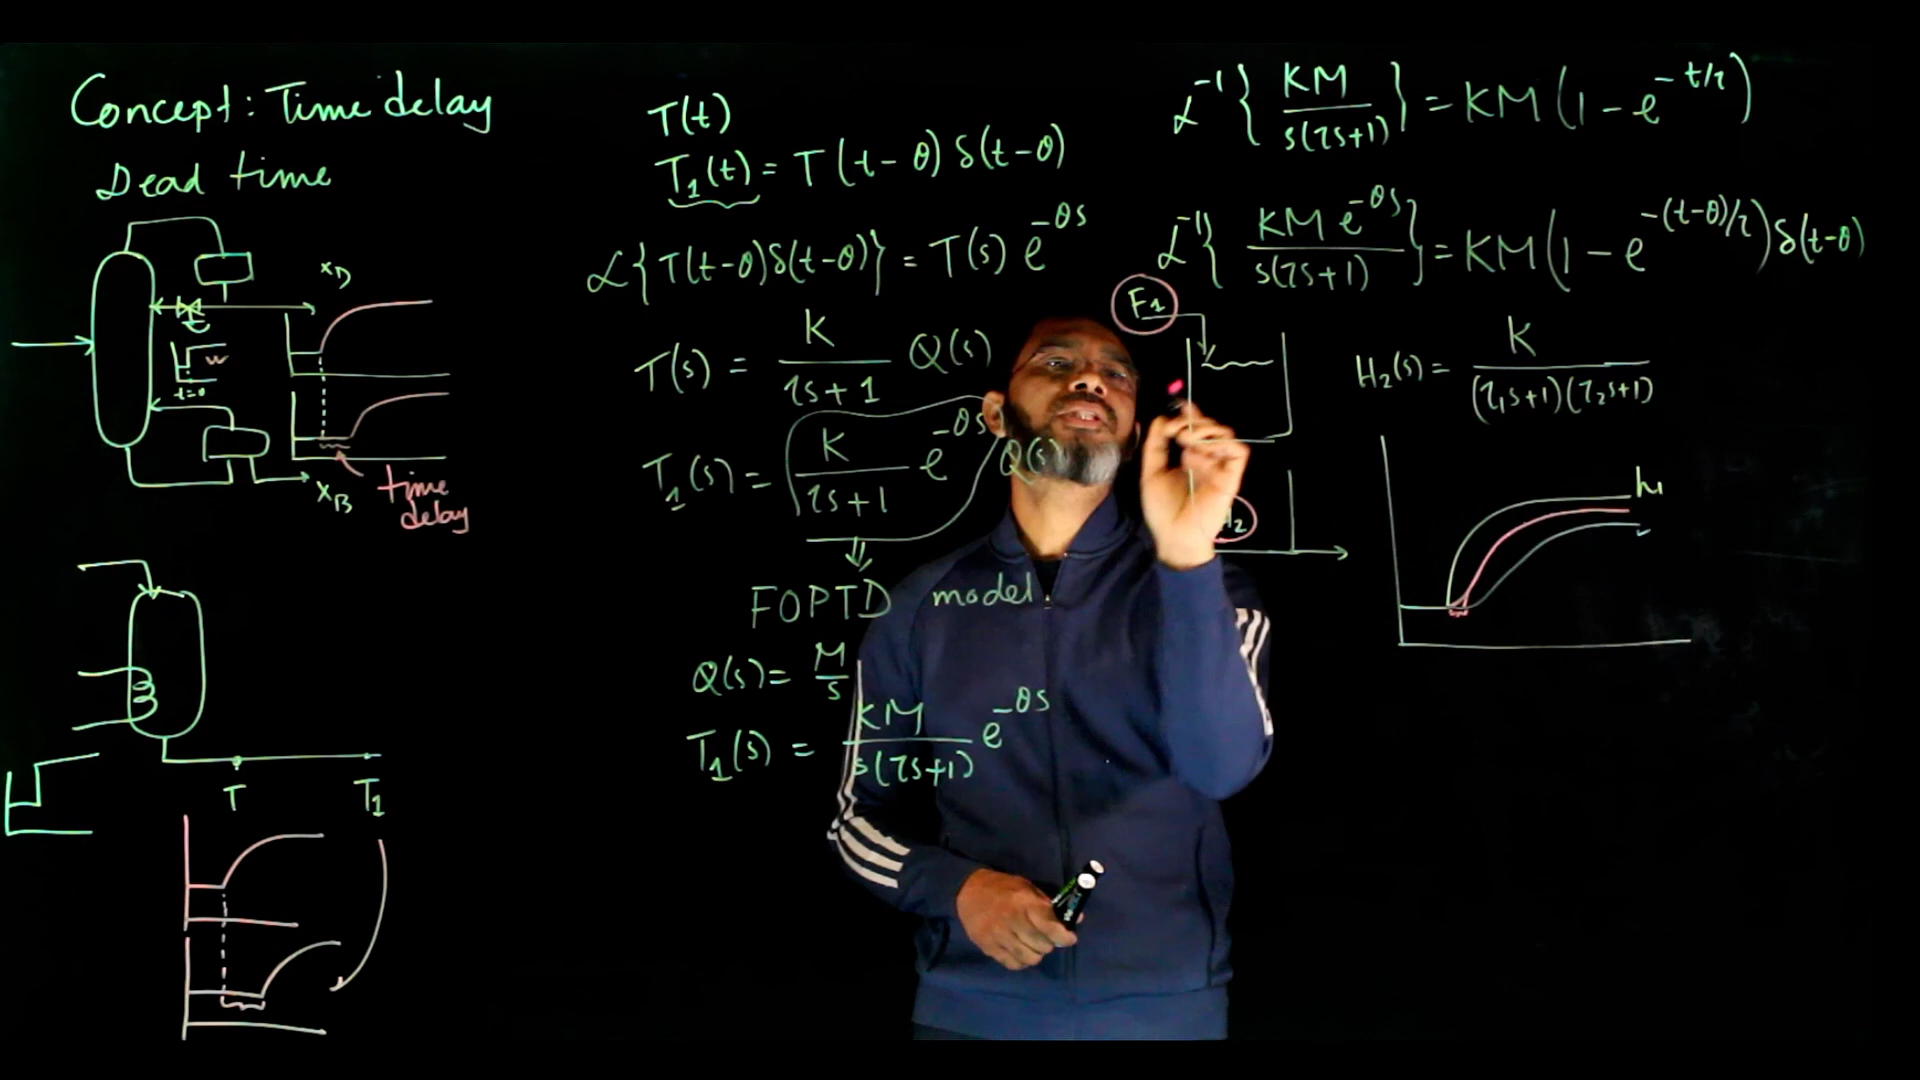 Concept: Time delay
Dead time
x_D
w
t=0
x_B
time delay
T
T_1
T(t)
T_1(t) = T(t-θ) δ(t-θ)
ℒ{T(t-θ)δ(t-θ)} = T(s) e^{-θs}
T(s) = K/(τs+1) Q(s)
T_1(s) = K/(τs+1) e^{-θs} Q(s)
⇓
FOPTD model
Q(s) = M/s
T_1(s) = KM/(s(τs+1)) e^{-θs}
ℒ^{-1}{KM/(s(τs+1))} = KM(1-e^{-t/τ})
ℒ^{-1}{KM e^{-θs}/(s(τs+1))} = KM(1-e^{-(t-θ)/τ})δ(t-θ)
F_1
H_2(s) = K/((τ_1s+1)(τ_2s+1))
h_1